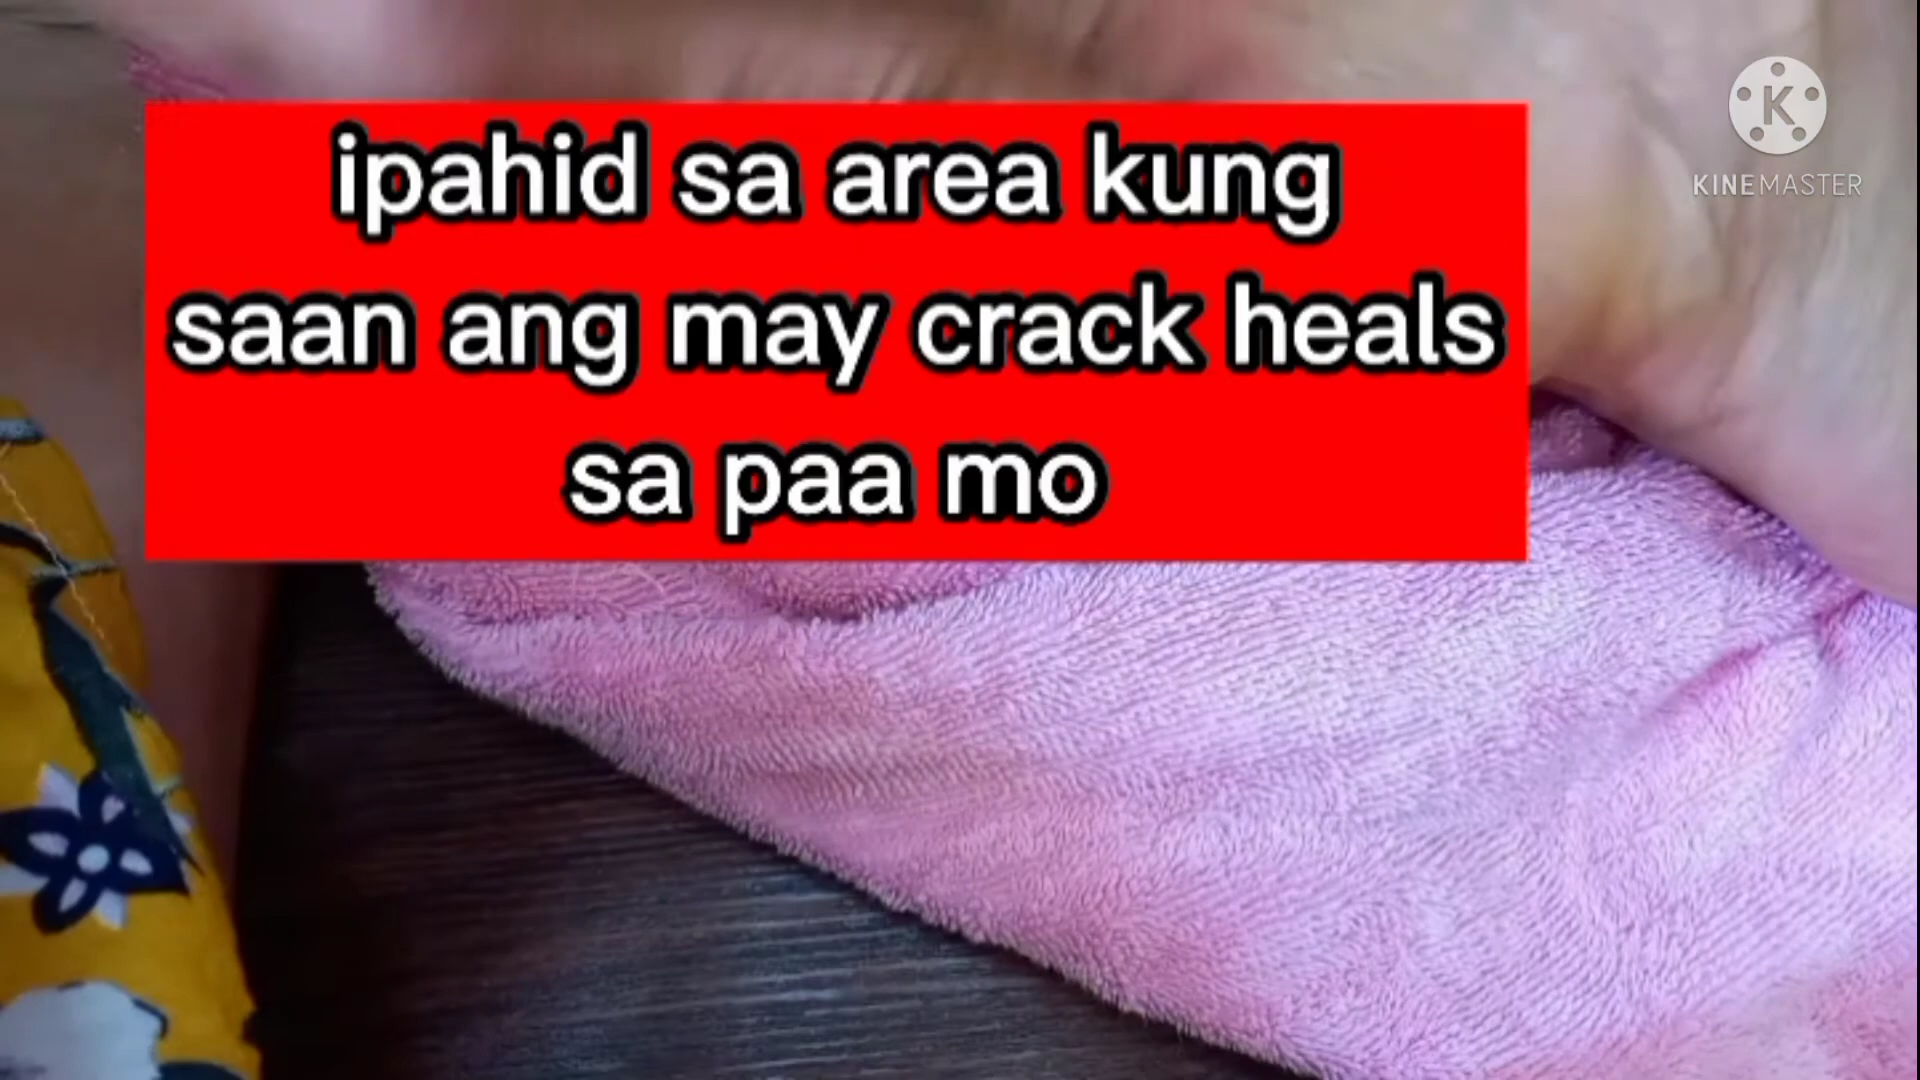 ipahid sa area kung
saan ang may crack heals
sa paa mo
K
KINEMASTER